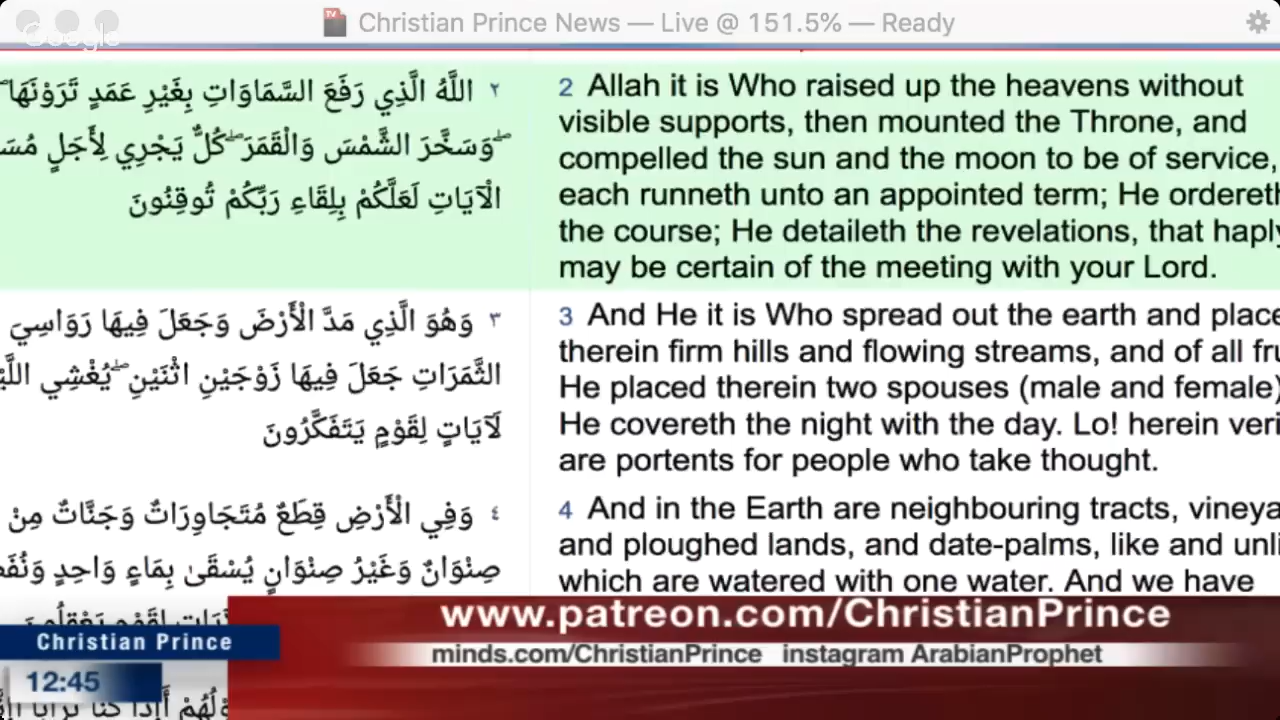 Christian Prince News — Live @ 151.5% — Ready
Google
٢ اللَّهُ الَّذِي رَفَعَ السَّمَاوَاتِ بِغَيْرِ عَمَدٍ تَرَوْنَهَا ۖ
ۖ وَسَخَّرَ الشَّمْسَ وَالْقَمَرَ ۖ كُلٌّ يَجْرِي لِأَجَلٍ
الْآيَاتِ لَعَلَّكُمْ بِلِقَاءِ رَبِّكُمْ تُوقِنُونَ
٣ وَهُوَ الَّذِي مَدَّ الْأَرْضَ وَجَعَلَ فِيهَا رَوَاسِيَ
الثَّمَرَاتِ جَعَلَ فِيهَا زَوْجَيْنِ اثْنَيْنِ ۖ يُغْشِي
لَآيَاتٍ لِقَوْمٍ يَتَفَكَّرُونَ
٤ وَفِي الْأَرْضِ قِطَعٌ مُتَجَاوِرَاتٌ وَجَنَّاتٌ مِنْ
صِنْوَانٌ وَغَيْرُ صِنْوَانٍ يُسْقَىٰ بِمَاءٍ وَاحِدٍ
2 Allah it is Who raised up the heavens without
visible supports, then mounted the Throne, and
compelled the sun and the moon to be of service,
each runneth unto an appointed term; He ordereth
the course; He detaileth the revelations, that haply
may be certain of the meeting with your Lord.
3 And He it is Who spread out the earth and place
therein firm hills and flowing streams, and of all fru
He placed therein two spouses (male and female)
He covereth the night with the day. Lo! herein veri
are portents for people who take thought.
4 And in the Earth are neighbouring tracts, vineya
and ploughed lands, and date-palms, like and unli
which are watered with one water. And we have
www.patreon.com/ChristianPrince
Christian Prince
minds.com/ChristianPrince instagram ArabianProphet
12:45